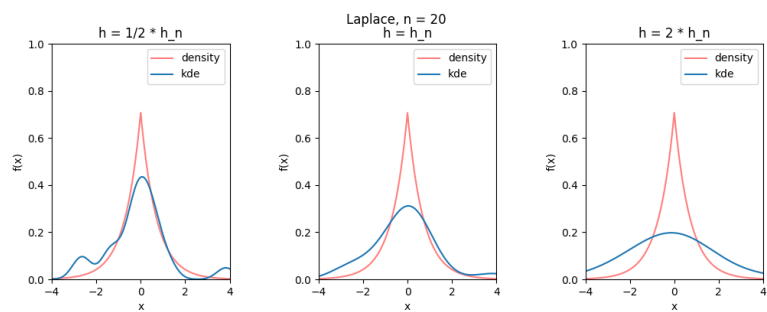 Laplace, n = 20
h = 1/2 * h_n
density
kde
f(x)
1.0
0.8
0.6
0.4
0.2
0.0
−4
−2
0
2
4
x
h = h_n
density
kde
f(x)
1.0
0.8
0.6
0.4
0.2
0.0
−4
−2
0
2
4
x
h = 2 * h_n
density
kde
f(x)
1.0
0.8
0.6
0.4
0.2
0.0
−4
−2
0
2
4
x